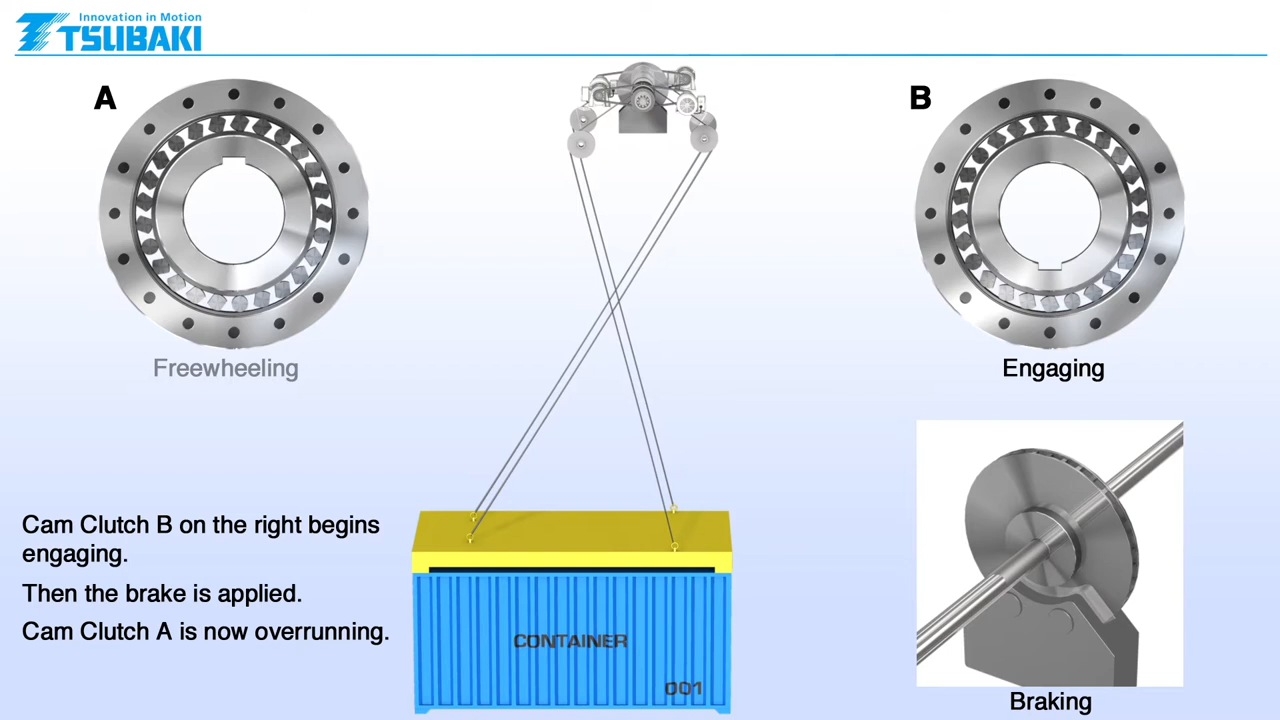 Innovation in Motion
TSUBAKI
A
B
Freewheeling
Engaging
Cam Clutch B on the right begins
engaging.
Then the brake is applied.
Cam Clutch A is now overrunning.
CONTAINER
001
Braking